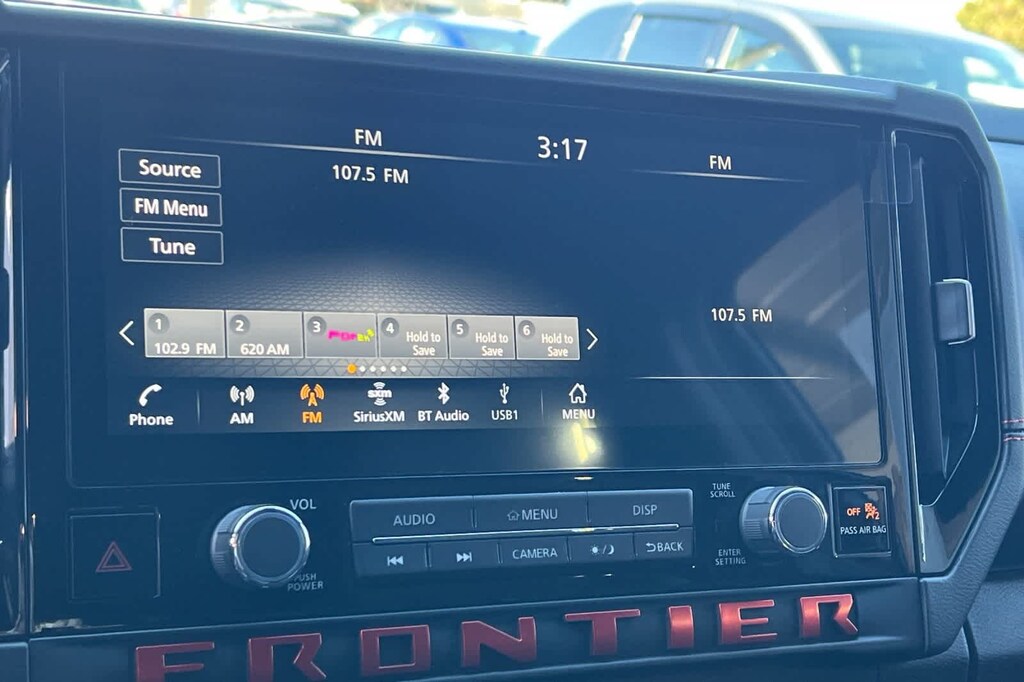 FM
3:17
FM
Source
107.5 FM
FM Menu
Tune
107.5 FM
1
102.9 FM
2
620 AM
3
4
Hold to
Save
5
Hold to
Save
6
Hold to
Save
Phone
AM
FM
sxm
SiriusXM
BT Audio
USB1
MENU
VOL
PUSH
POWER
AUDIO
MENU
DISP
CAMERA
BACK
TUNE
SCROLL
ENTER
SETTING
OFF
2
PASS AIR BAG
FRONTIER